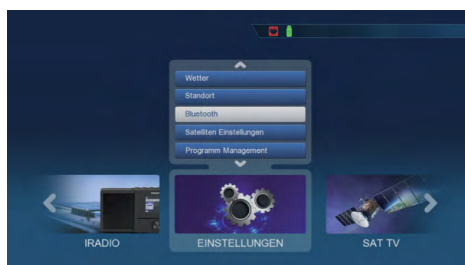 Wetter
Standort
Bluetooth
Satelliten Einstellungen
Programm Management
IRADIO
EINSTELLUNGEN
SAT TV